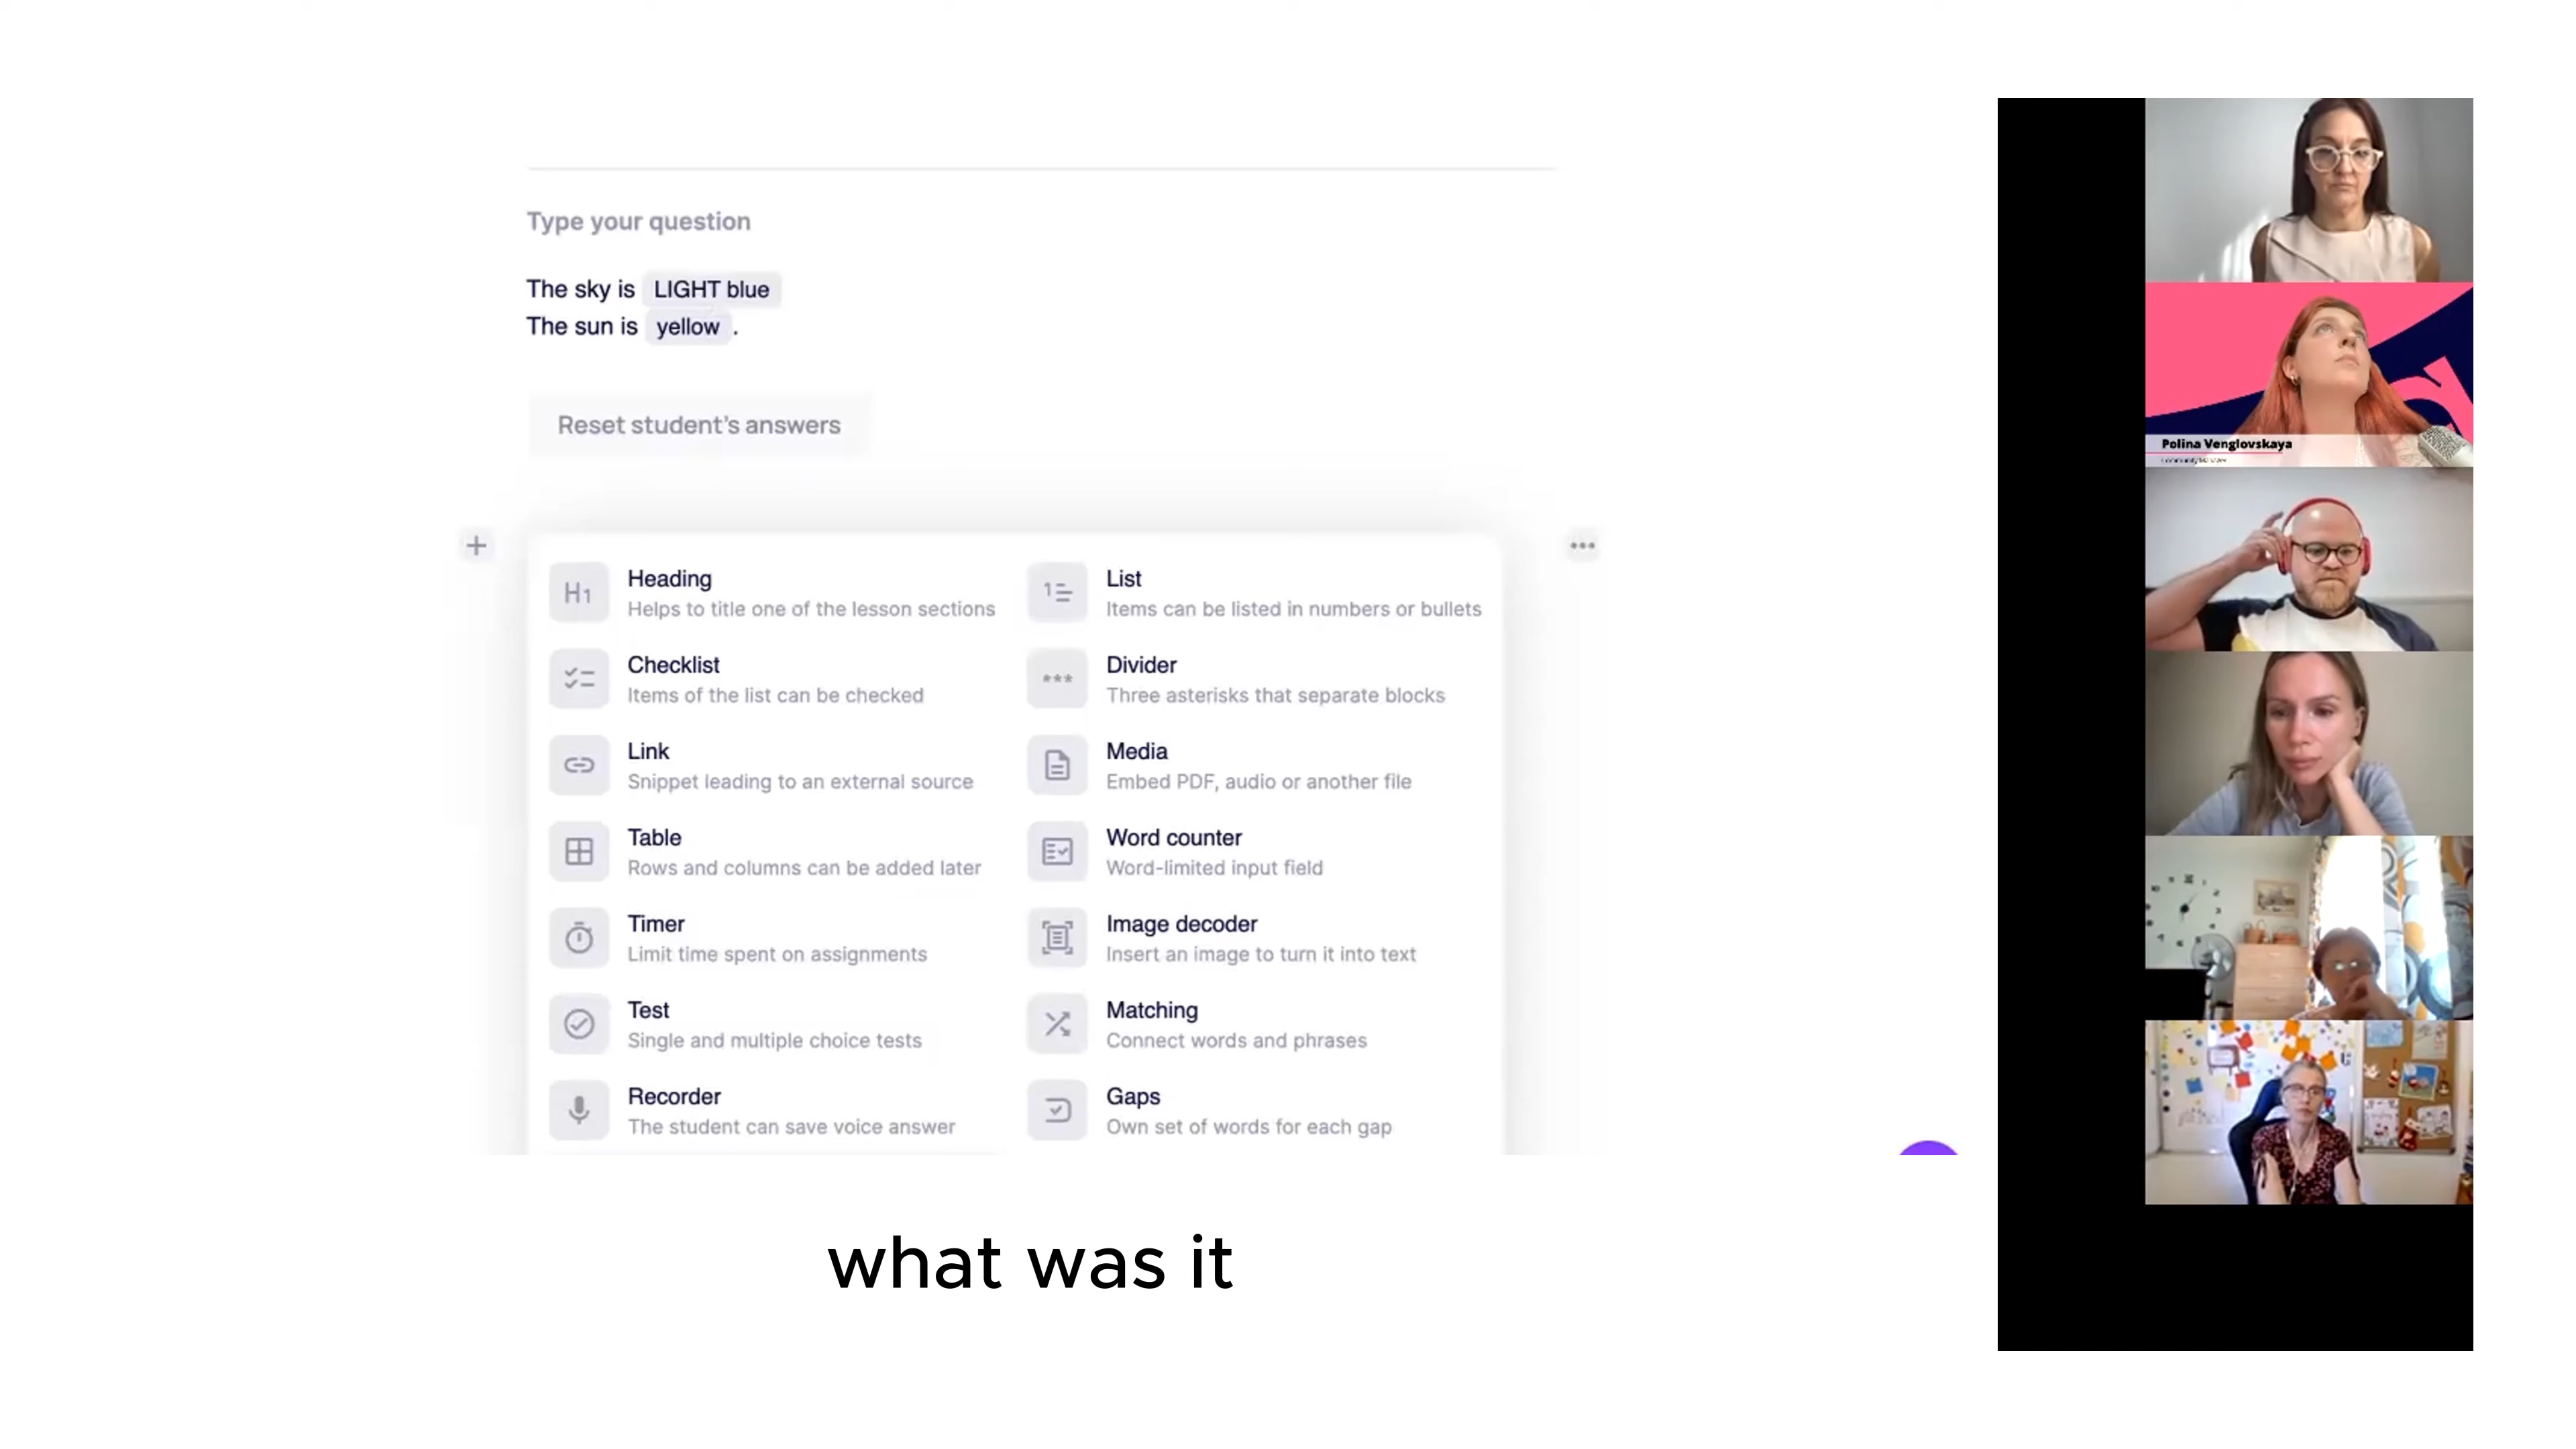 Type your question
The sky is LIGHT blue
The sun is yellow .
Reset student's answers
+
H1
Heading
Helps to title one of the lesson sections
List
Items can be listed in numbers or bullets
Checklist
Items of the list can be checked
***
Divider
Three asterisks that separate blocks
Link
Snippet leading to an external source
Media
Embed PDF, audio or another file
Table
Rows and columns can be added later
Word counter
Word-limited input field
Timer
Limit time spent on assignments
Image decoder
Insert an image to turn it into text
Test
Single and multiple choice tests
Matching
Connect words and phrases
Recorder
The student can save voice answer
Gaps
Own set of words for each gap
what was it
Polina Venglovskaya
Community Manager